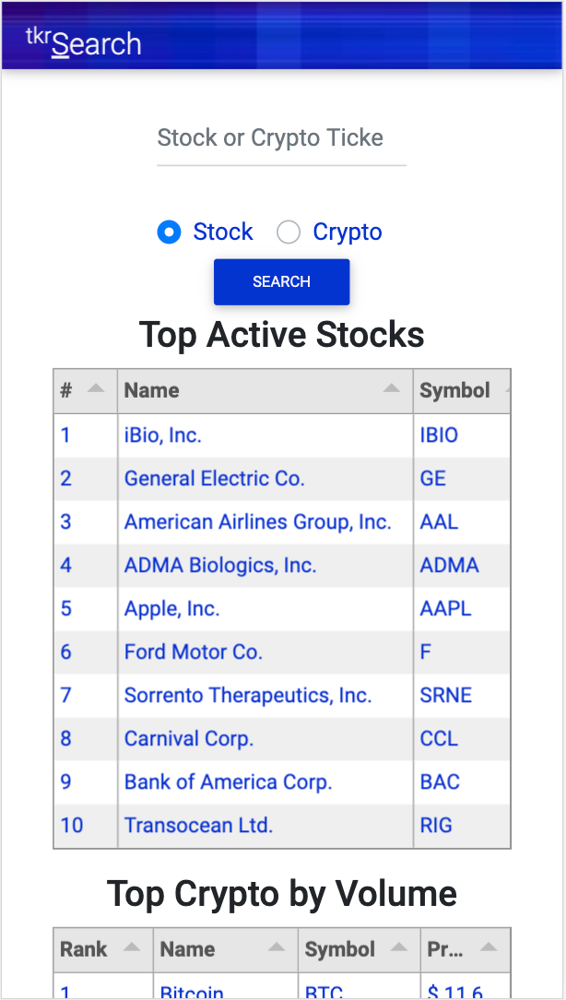 tkrSearch
Stock or Crypto Ticke
Stock Crypto
SEARCH
Top Active Stocks
# Name Symbol
1 iBio, Inc. IBIO
2 General Electric Co. GE
3 American Airlines Group, Inc. AAL
4 ADMA Biologics, Inc. ADMA
5 Apple, Inc. AAPL
6 Ford Motor Co. F
7 Sorrento Therapeutics, Inc. SRNE
8 Carnival Corp. CCL
9 Bank of America Corp. BAC
10 Transocean Ltd. RIG
Top Crypto by Volume
Rank Name Symbol Pr...
1 Bitcoin BTC $ 11,6